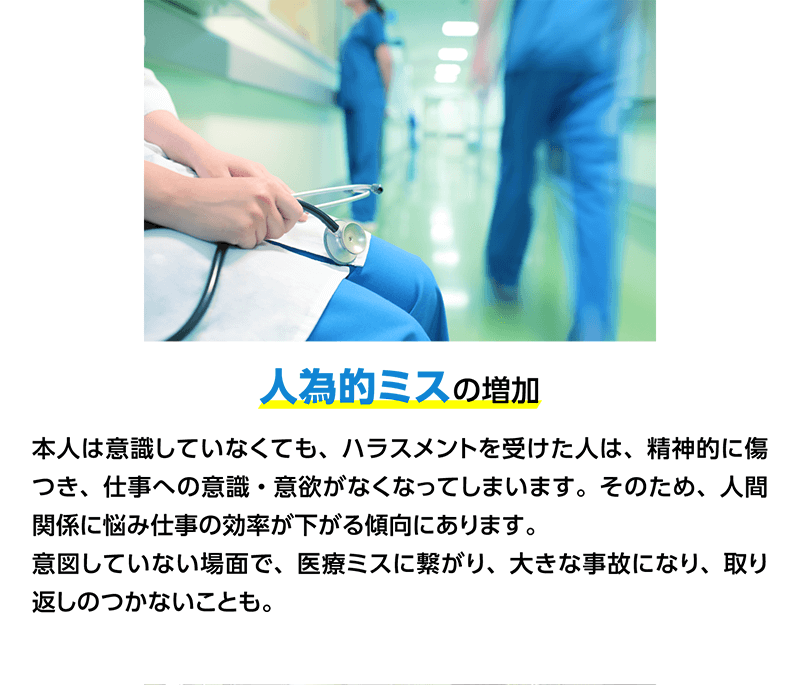 人為的ミスの増加
本人は意識していなくても、ハラスメントを受けた人は、精神的に傷
つき、仕事への意識・意欲がなくなってしまいます。そのため、人間
関係に悩み仕事の効率が下がる傾向にあります。
意図していない場面で、医療ミスに繋がり、大きな事故になり、取り
返しのつかないことも。